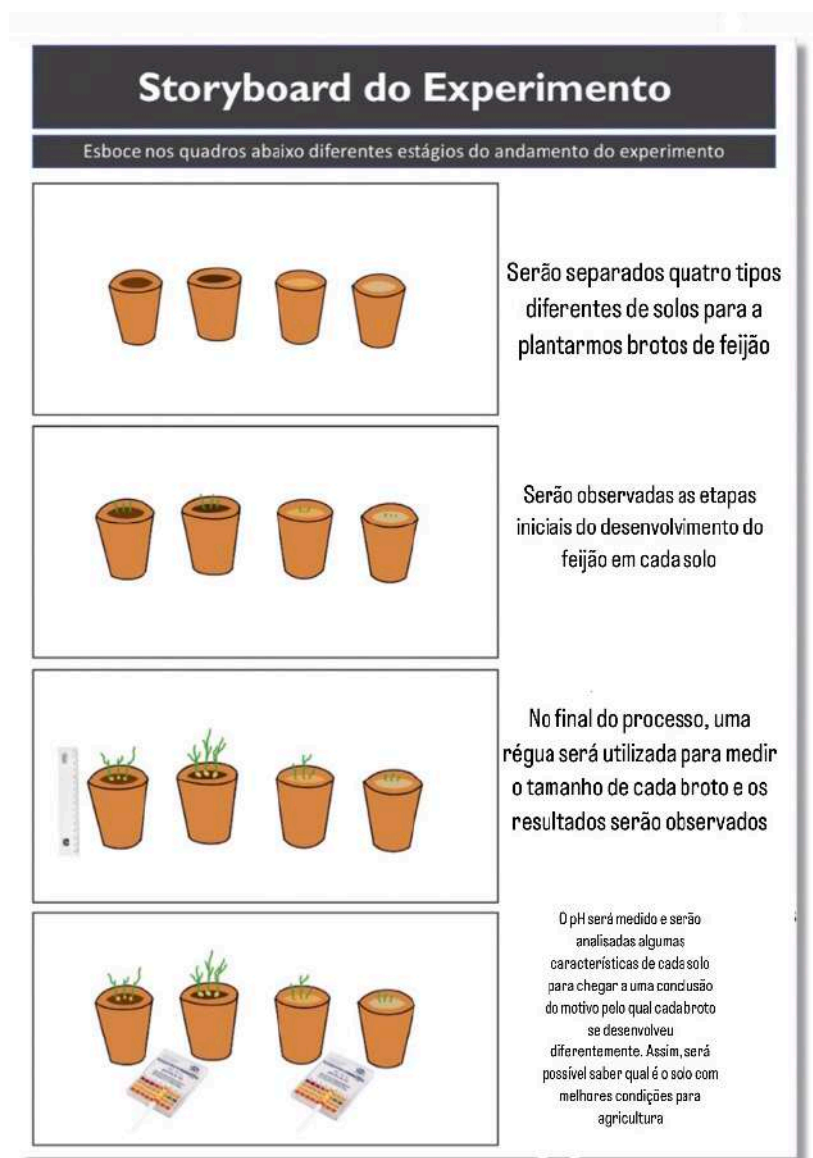 Storyboard do Experimento
Esboce nos quadros abaixo diferentes estágios do andamento do experimento
Serão separados quatro tipos
diferentes de solos para a
plantarmos brotos de feijão
Serão observadas as etapas
iniciais do desenvolvimento do
feijão em cada solo
No final do processo, uma
régua será utilizada para medir
o tamanho de cada broto e os
resultados serão observados
O pH será medido e serão
analisadas algumas
características de cada solo
para chegar a uma conclusão
do motivo pelo qual cada broto
se desenvolveu
diferentemente. Assim, será
possível saber qual é o solo com
melhores condições para
agricultura